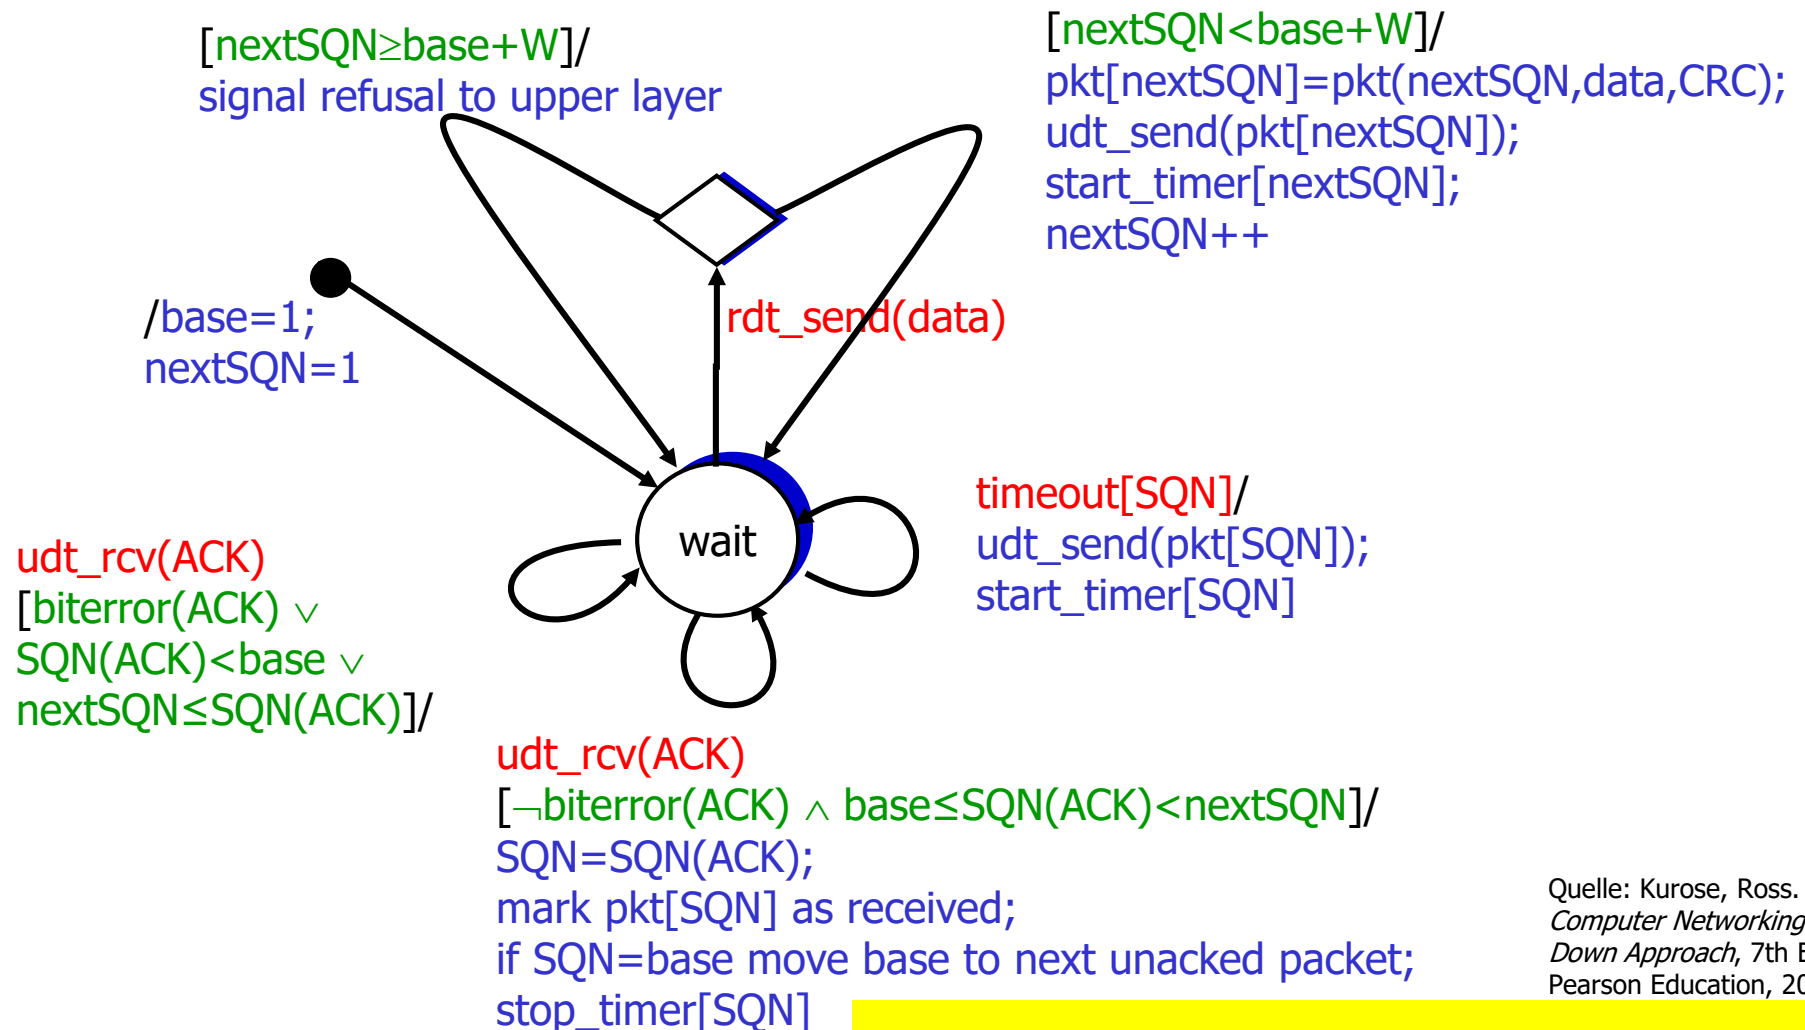 [nextSQN≥base+W]/
signal refusal to upper layer
[nextSQN<base+W]/
pkt[nextSQN]=pkt(nextSQN,data,CRC);
udt_send(pkt[nextSQN]);
start_timer[nextSQN];
nextSQN++
/base=1;
nextSQN=1
rdt_send(data)
wait
timeout[SQN]/
udt_send(pkt[SQN]);
start_timer[SQN]
udt_rcv(ACK)
[biterror(ACK) ∨
SQN(ACK)<base ∨
nextSQN≤SQN(ACK)]/
udt_rcv(ACK)
[¬biterror(ACK) ∧ base≤SQN(ACK)<nextSQN]/
SQN=SQN(ACK);
mark pkt[SQN] as received;
if SQN=base move base to next unacked packet;
stop_timer[SQN]
Quelle: Kurose, Ross.
Computer Networking
Down Approach, 7th
Pearson Education,